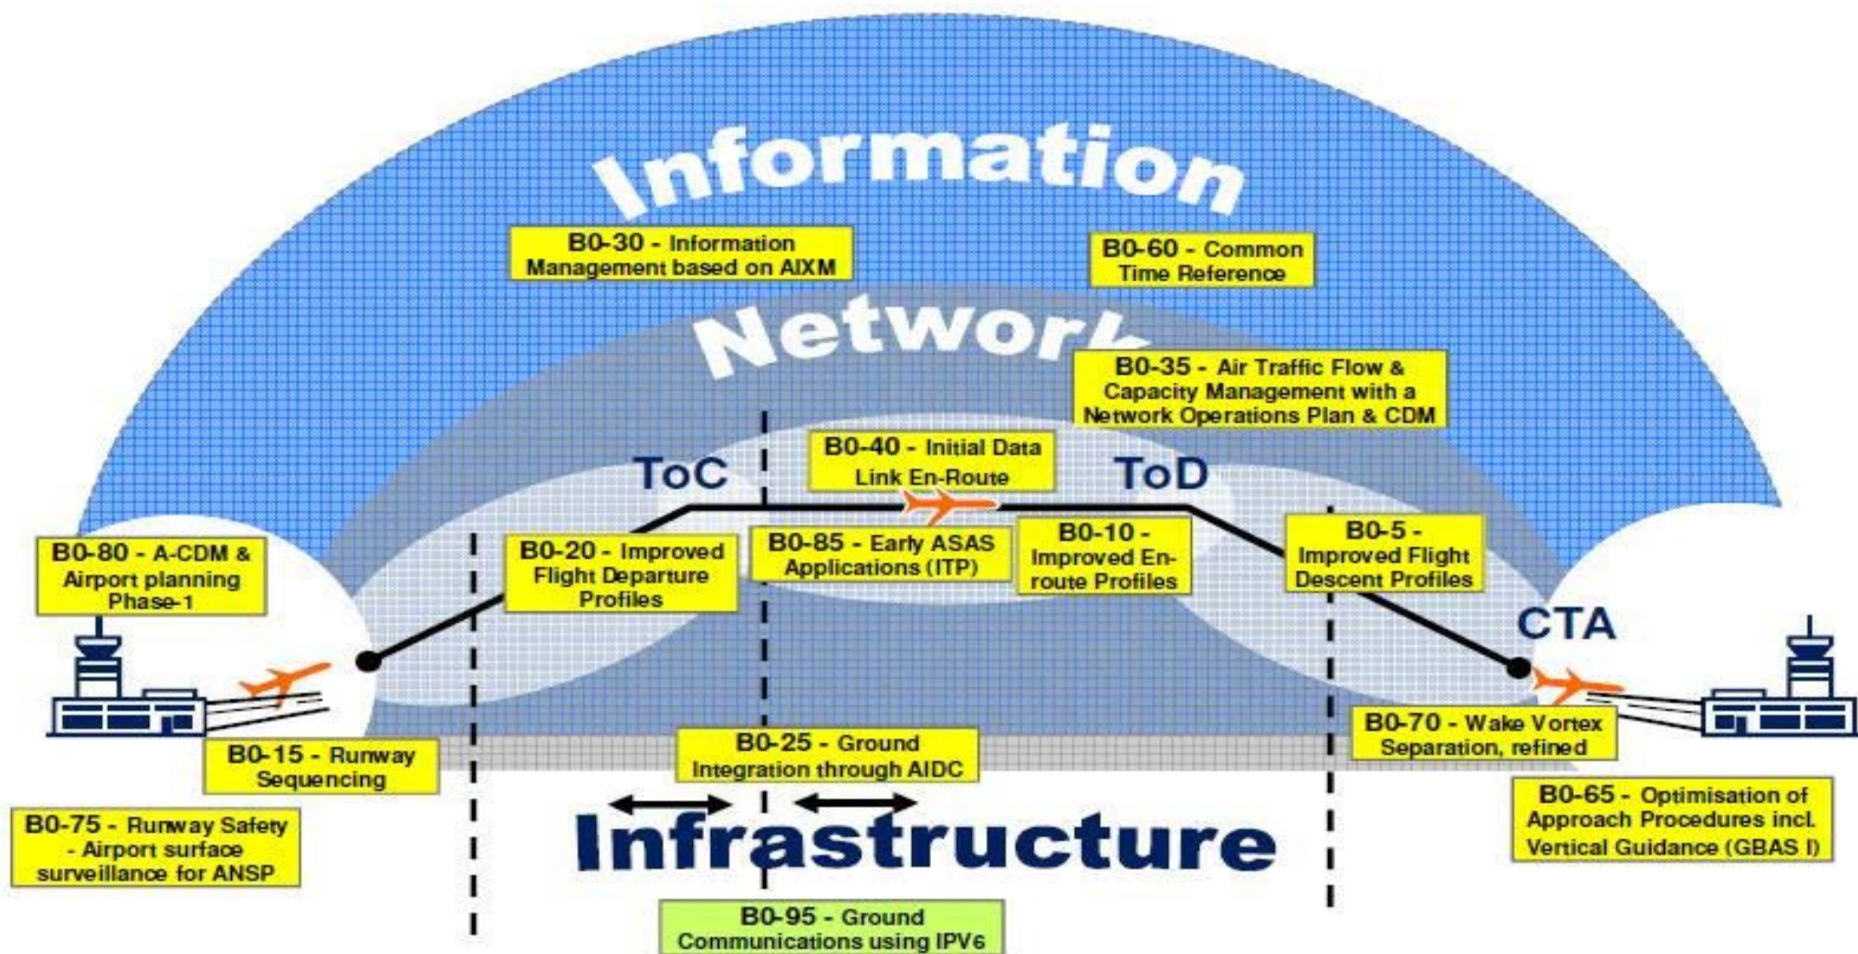 Information
B0-30 - Information
Management based on AIXM
B0-60 - Common
Time Reference
Network
B0-35 - Air Traffic Flow &
Capacity Management with a
Network Operations Plan & CDM
ToC
B0-40 - Initial Data
Link En-Route
ToD
B0-80 - A-CDM &
Airport planning
Phase-1
B0-20 - Improved
Flight Departure
Profiles
B0-85 - Early ASAS
Applications (ITP)
B0-10 -
Improved En-
route Profiles
B0-5 -
Improved Flight
Descent Profiles
CTA
B0-15 - Runway
Sequencing
B0-25 - Ground
Integration through AIDC
B0-70 - Wake Vortex
Separation, refined
B0-75 - Runway Safety
- Airport surface
surveillance for ANSP
Infrastructure
B0-65 - Optimisation of
Approach Procedures incl.
Vertical Guidance (GBAS I)
B0-95 - Ground
Communications using IPV6